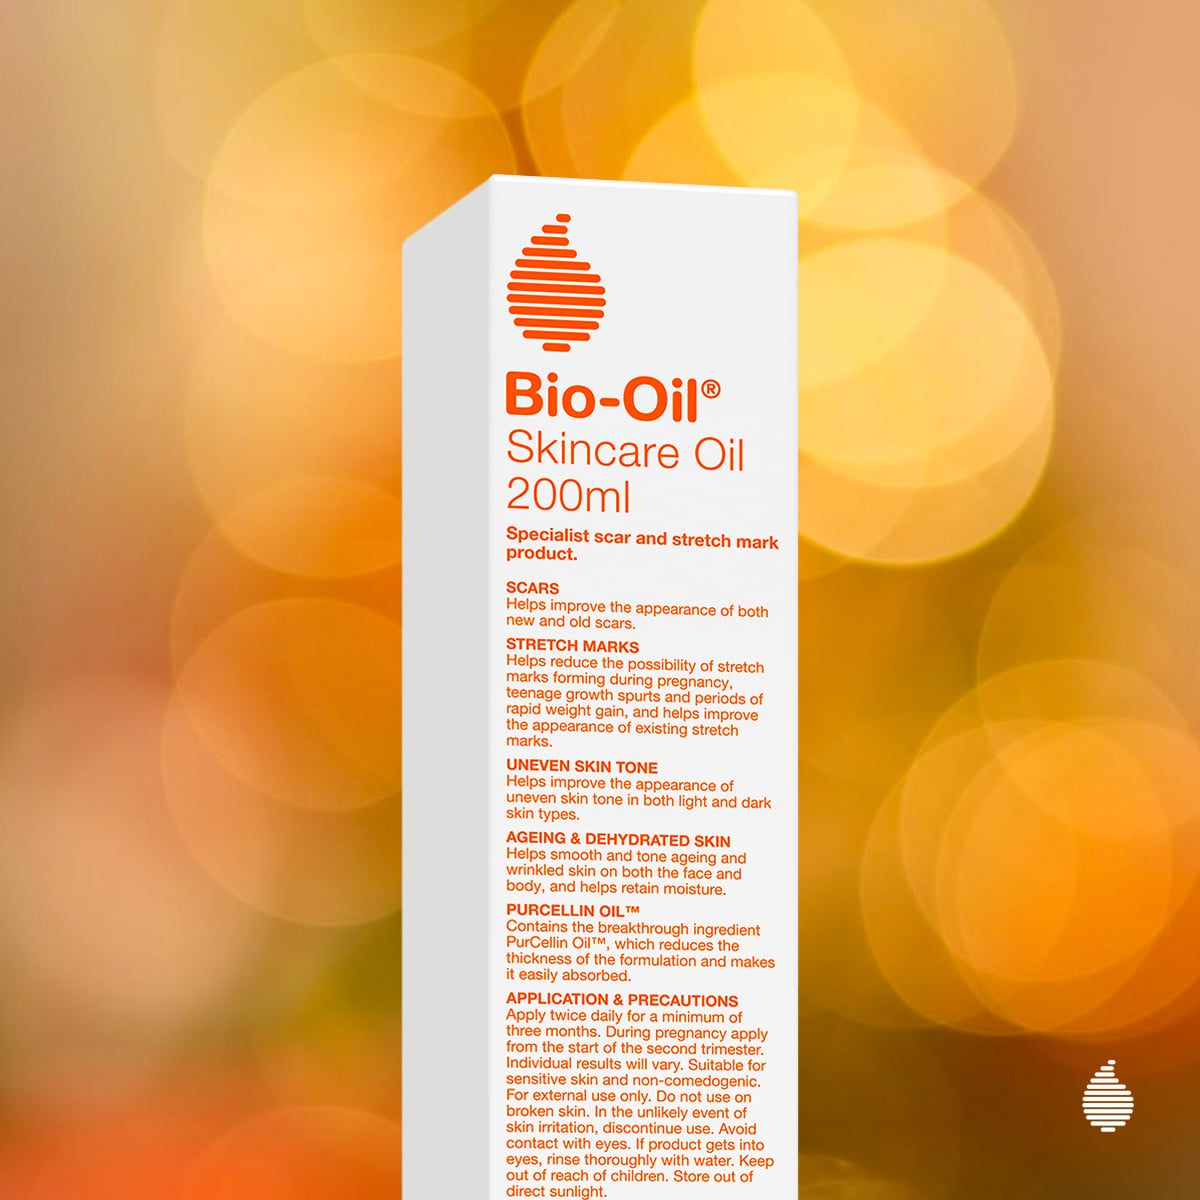 Bio-Oil®
Skincare Oil
200ml
Specialist scar and stretch mark
product.
SCARS
Helps improve the appearance of both
new and old scars.
STRETCH MARKS
Helps reduce the possibility of stretch
marks forming during pregnancy,
teenage growth spurts and periods of
rapid weight gain, and helps improve
the appearance of existing stretch
marks.
UNEVEN SKIN TONE
Helps improve the appearance of
uneven skin tone in both light and dark
skin types.
AGEING & DEHYDRATED SKIN
Helps smooth and tone ageing and
wrinkled skin on both the face and
body, and helps retain moisture.
PURCELLIN OIL™
Contains the breakthrough ingredient
PurCellin Oil™, which reduces the
thickness of the formulation and makes
it easily absorbed.
APPLICATION & PRECAUTIONS
Apply twice daily for a minimum of
three months. During pregnancy apply
from the start of the second trimester.
Individual results will vary. Suitable for
sensitive skin and non-comedogenic.
For external use only. Do not use on
broken skin. In the unlikely event of
skin irritation, discontinue use. Avoid
contact with eyes. If product gets into
eyes, rinse thoroughly with water. Keep
out of reach of children. Store out of
direct sunlight.